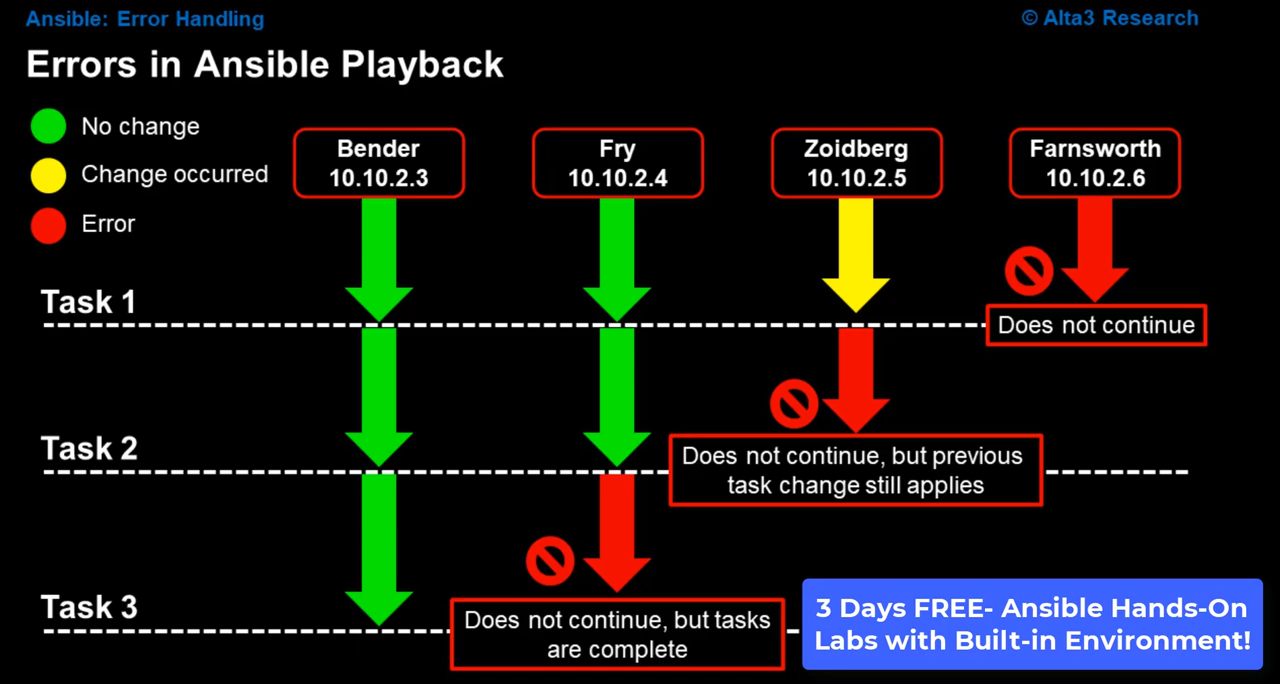 Ansible: Error Handling
© Alta3 Research
Errors in Ansible Playback
No change
Change occurred
Error
Bender
10.10.2.3
Fry
10.10.2.4
Zoidberg
10.10.2.5
Farnsworth
10.10.2.6
Task 1
Does not continue
Task 2
Does not continue, but previous
task change still applies
Task 3
Does not continue, but tasks
are complete
3 Days FREE- Ansible Hands-On
Labs with Built-in Environment!